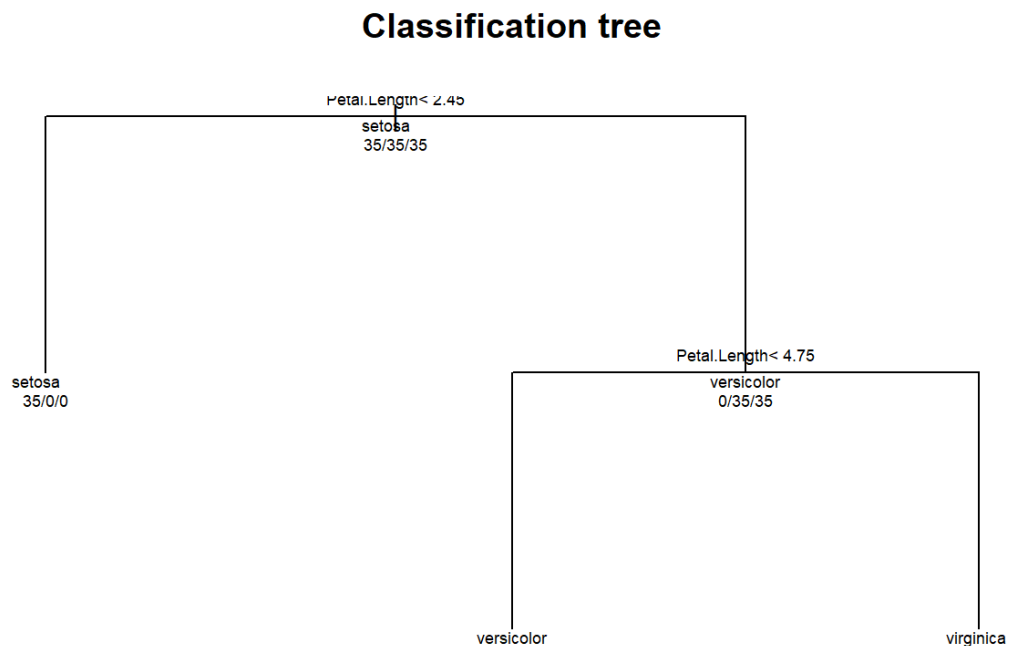 Classification tree
Petal.Length< 2.45
setosa
35/35/35
Petal.Length< 4.75
setosa
35/0/0
versicolor
0/35/35
versicolor
virginica